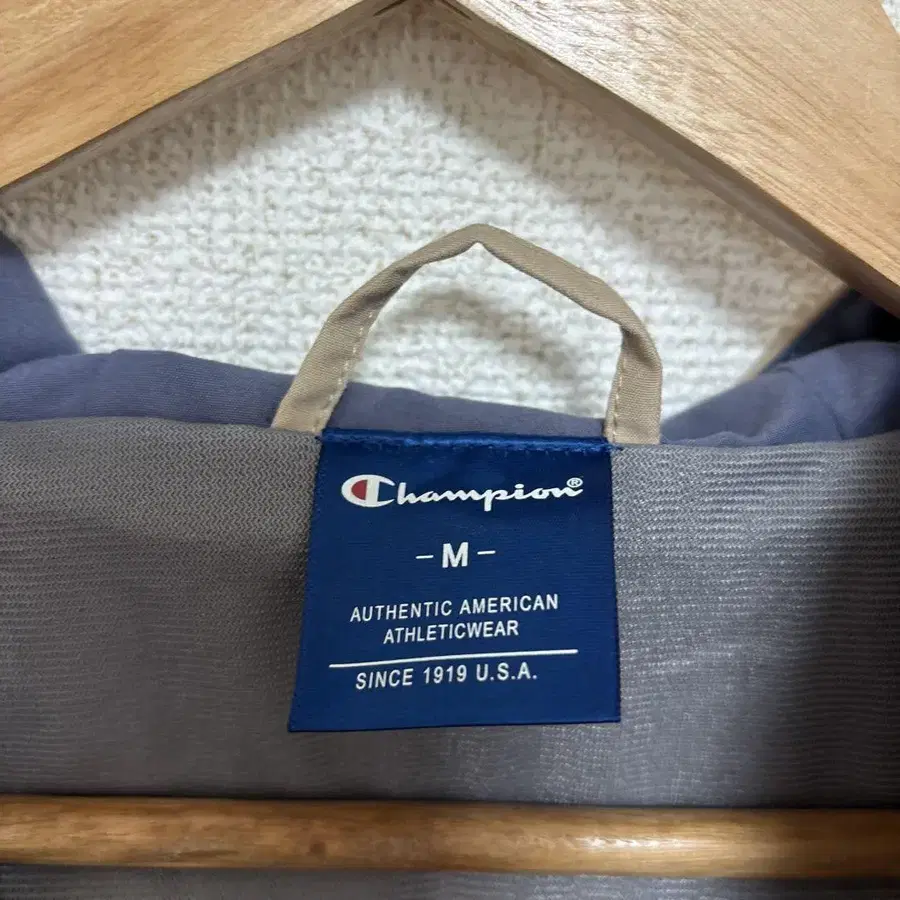 Champion®
- M -
AUTHENTIC AMERICAN
ATHLETICWEAR
SINCE 1919 U.S.A.